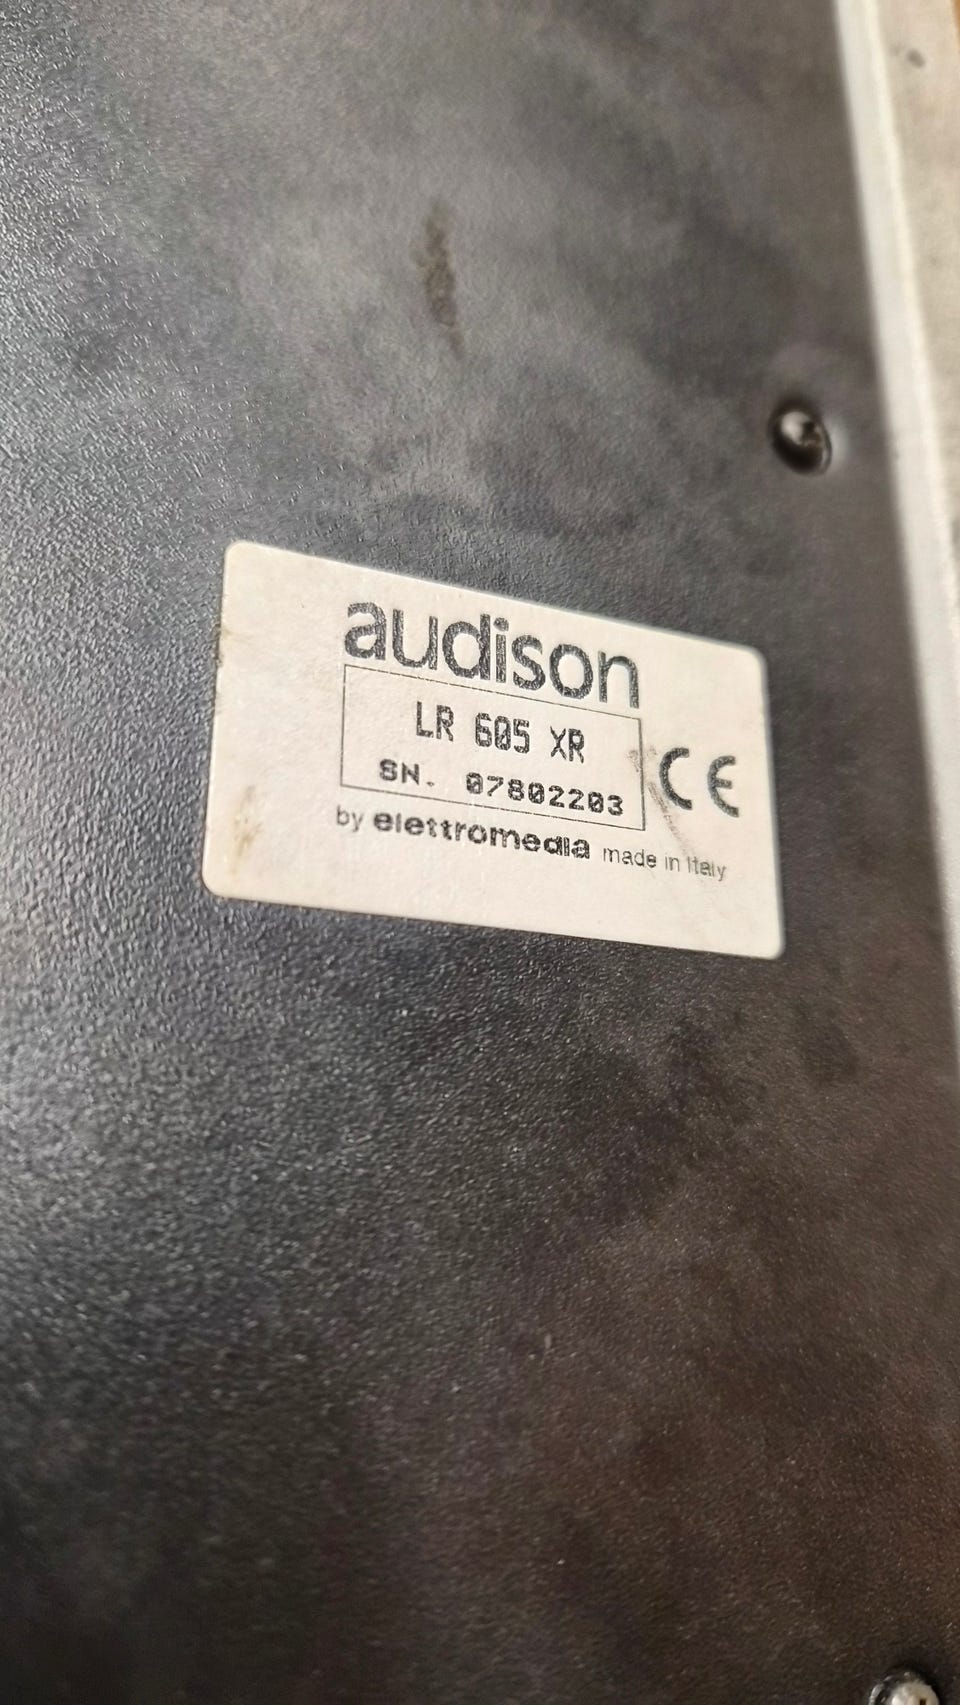 audison
LR 605 XR
SN. 07802203
CE
by elettromedia made in Italy